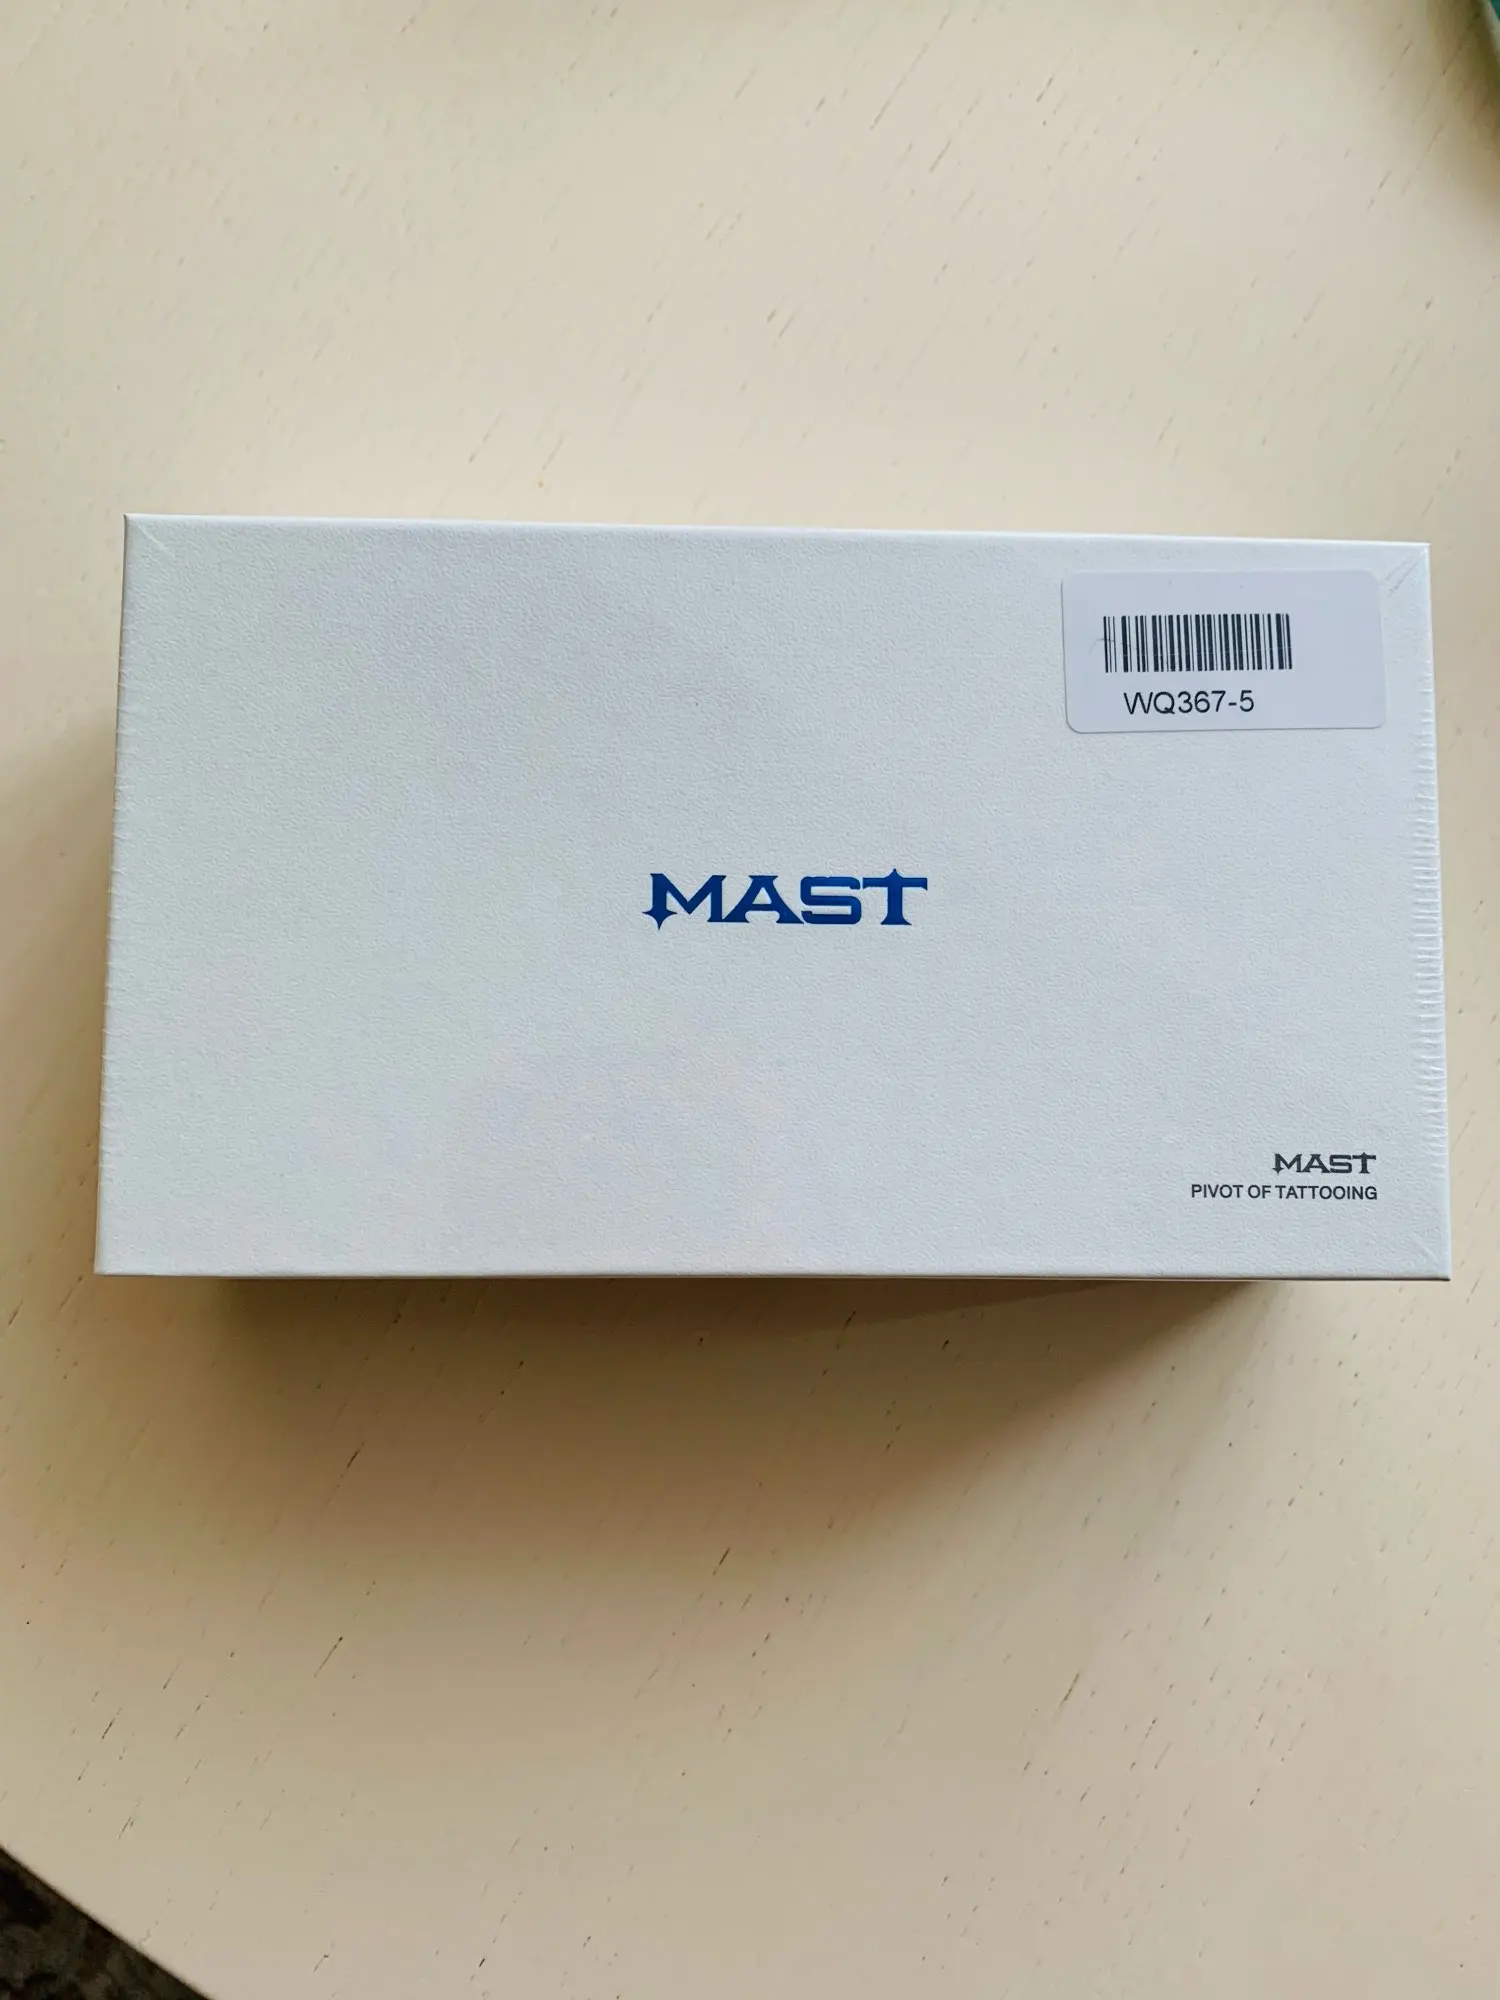 WQ367-5
MAST
MAST
PIVOT OF TATTOOING